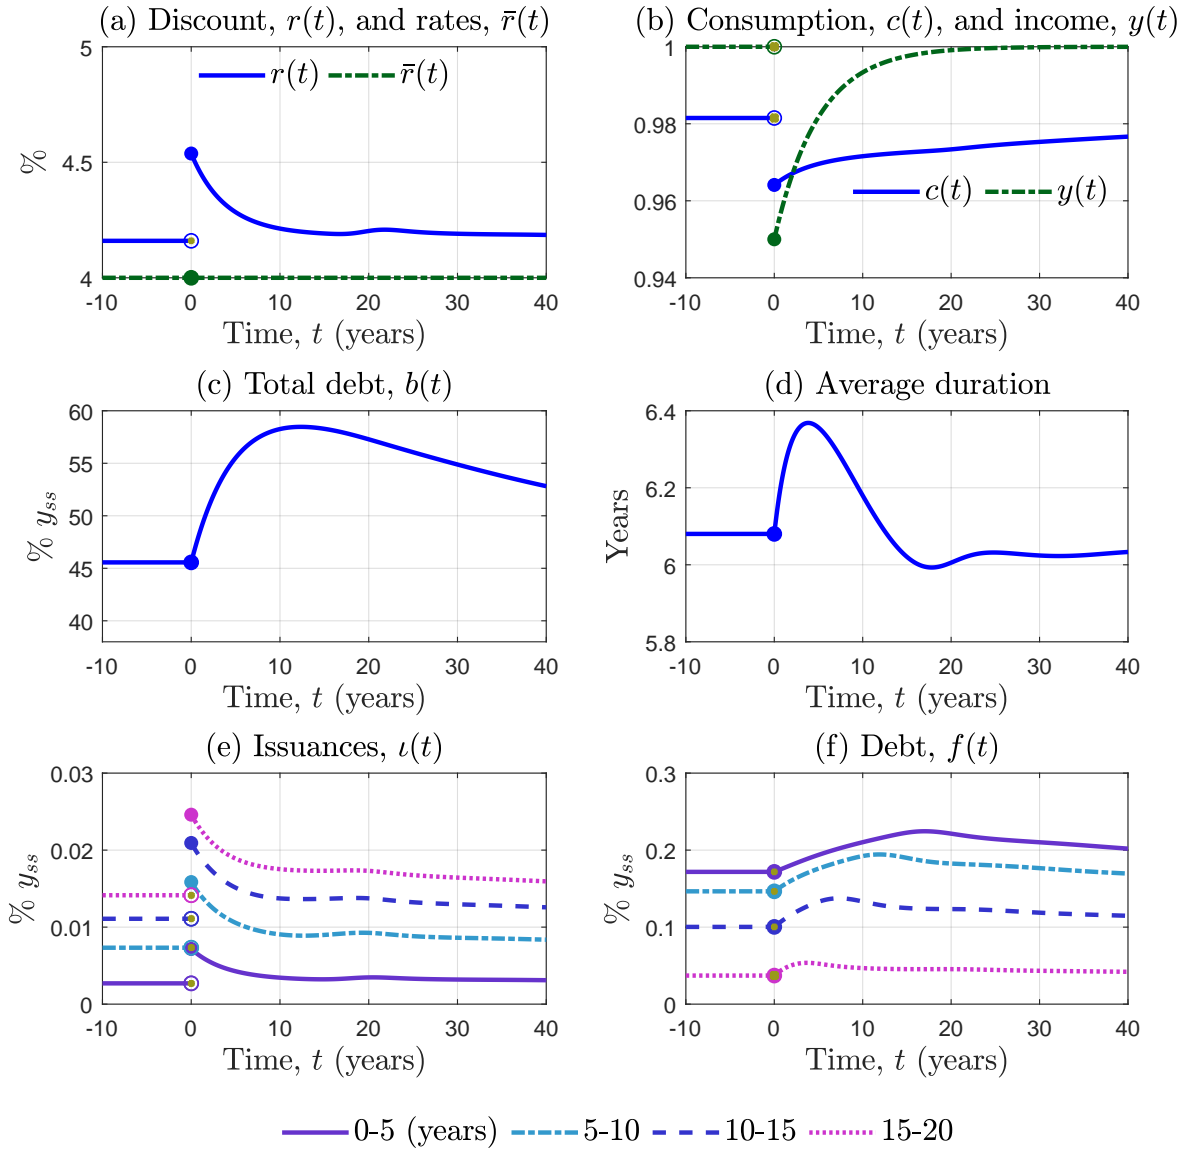 (a) Discount, r(t), and rates, r̄(t)
5
4.5
4
%
r(t) r̄(t)
-10 0 10 20 30 40
Time, t (years)
(b) Consumption, c(t), and income, y(t)
1
0.98
0.96
0.94
c(t) y(t)
-10 0 10 20 30 40
Time, t (years)
(c) Total debt, b(t)
60
55
50
45
40
% y_ss
-10 0 10 20 30 40
Time, t (years)
(d) Average duration
6.4
6.2
6
5.8
Years
-10 0 10 20 30 40
Time, t (years)
(e) Issuances, ι(t)
0.03
0.02
0.01
0
% y_ss
-10 0 10 20 30 40
Time, t (years)
(f) Debt, f(t)
0.3
0.2
0.1
0
% y_ss
-10 0 10 20 30 40
Time, t (years)
0-5 (years) 5-10 10-15 15-20